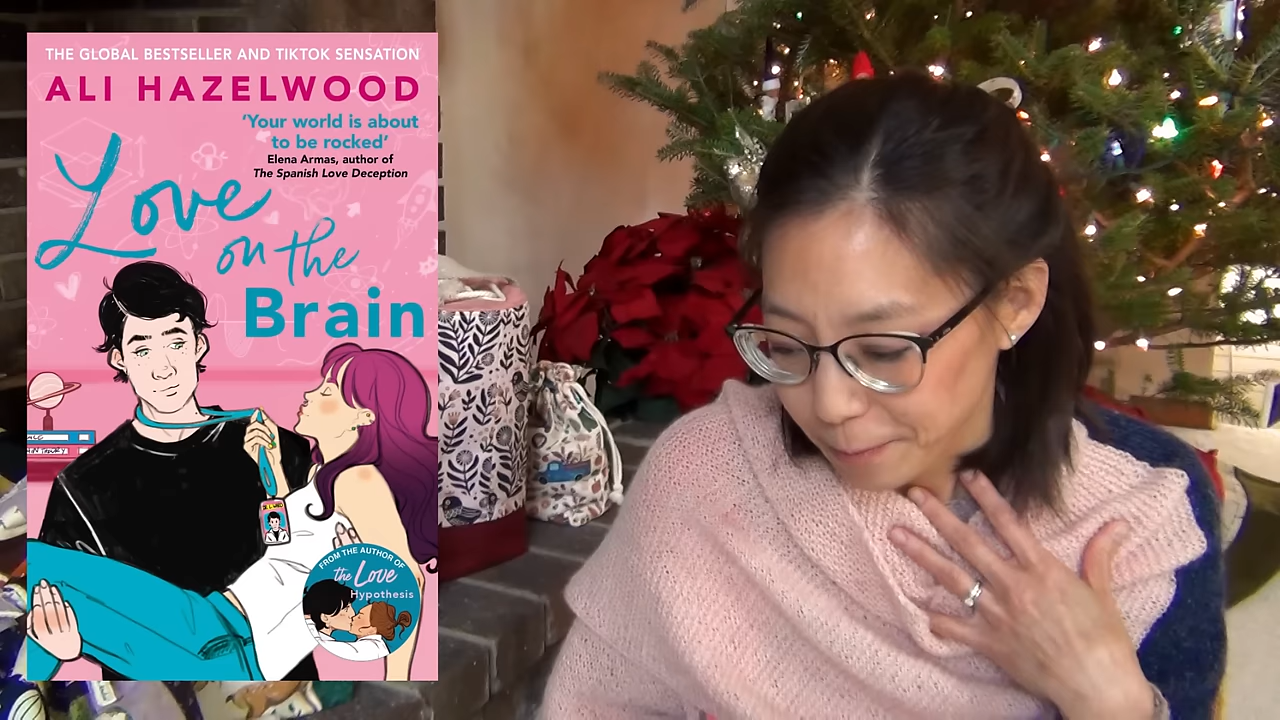 THE GLOBAL BESTSELLER AND TIKTOK SENSATION
ALI HAZELWOOD
‘Your world is about
to be rocked’
Elena Armas, author of
The Spanish Love Deception
Love
on the
Brain
FROM THE AUTHOR OF
the Love
Hypothesis